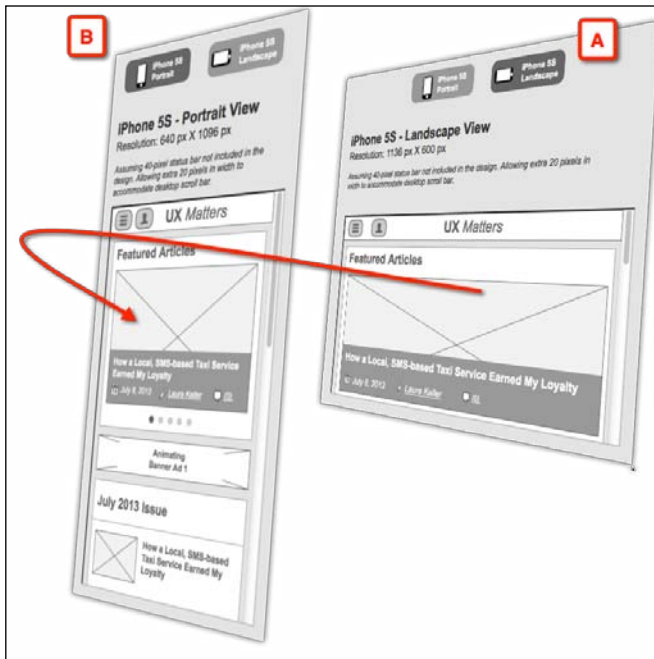 B
iPhone 5S
Portrait
iPhone 5S
Landscape
iPhone 5S - Portrait View
Resolution: 640 px X 1096 px
Assuming 40-pixel status bar not included in the
design. Allowing extra 20 pixels in width to
accommodate desktop scroll bar.
UX Matters
Featured Articles
How a Local, SMS-based Taxi Service
Earned My Loyalty
July 8, 2013 Laura Keller (5)
Animating
Banner Ad 1
July 2013 Issue
How a Local, SMS-based
Taxi Service Earned My
Loyalty
A
iPhone 5S
Portrait
iPhone 5S
Landscape
iPhone 5S - Landscape View
Resolution: 1136 px X 600 px
Assuming 40-pixel status bar not included in the design. Allowing extra 20 pixels in
width to accommodate desktop scroll bar.
UX Matters
Featured Articles
How a Local, SMS-based Taxi Service Earned My Loyalty
July 8, 2013 Laura Keller